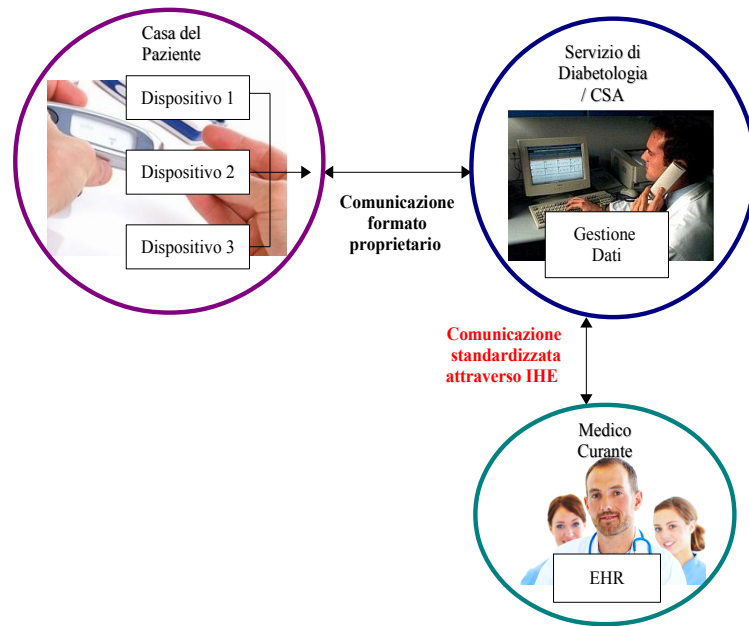 Casa del
Paziente
Dispositivo 1
Dispositivo 2
Dispositivo 3
Comunicazione
formato
proprietario
Servizio di
Diabetologia
/ CSA
Gestione
Dati
Comunicazione
standardizzata
attraverso IHE
Medico
Curante
EHR